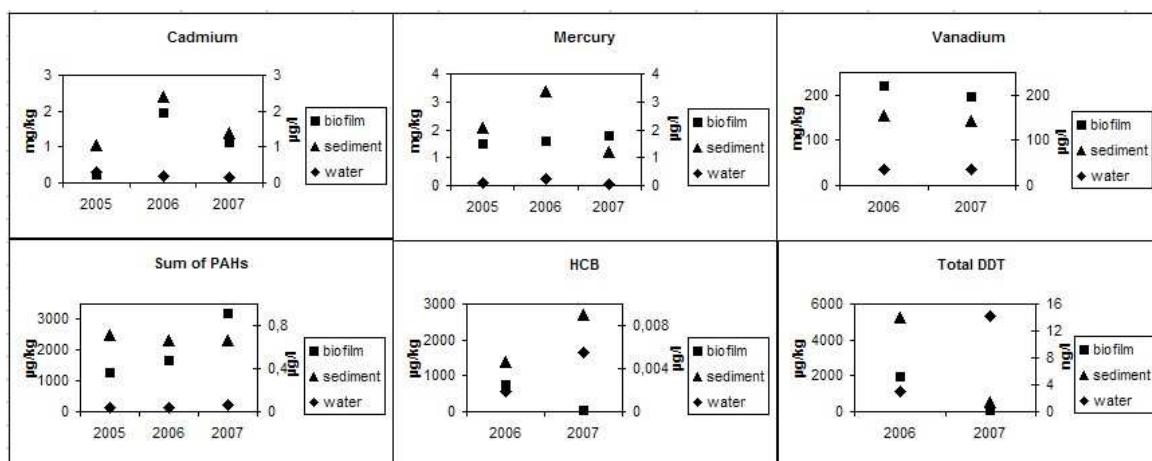 Cadmium
3
2
1
0
mg/kg
3
2
1
0
µg/l
2005 2006 2007
biofilm
sediment
water
Mercury
4
3
2
1
0
mg/kg
4
3
2
1
0
µg/l
2005 2006 2007
biofilm
sediment
water
Vanadium
200
100
0
mg/kg
200
100
0
µg/l
2006 2007
biofilm
sediment
water
Sum of PAHs
3000
2000
1000
0
µg/kg
0,8
0,4
0
µg/l
2005 2006 2007
biofilm
sediment
water
HCB
3000
2000
1000
0
µg/kg
0,008
0,004
0
µg/l
2006 2007
biofilm
sediment
water
Total DDT
6000
4000
2000
0
µg/kg
16
12
8
4
0
ng/l
2006 2007
biofilm
sediment
water